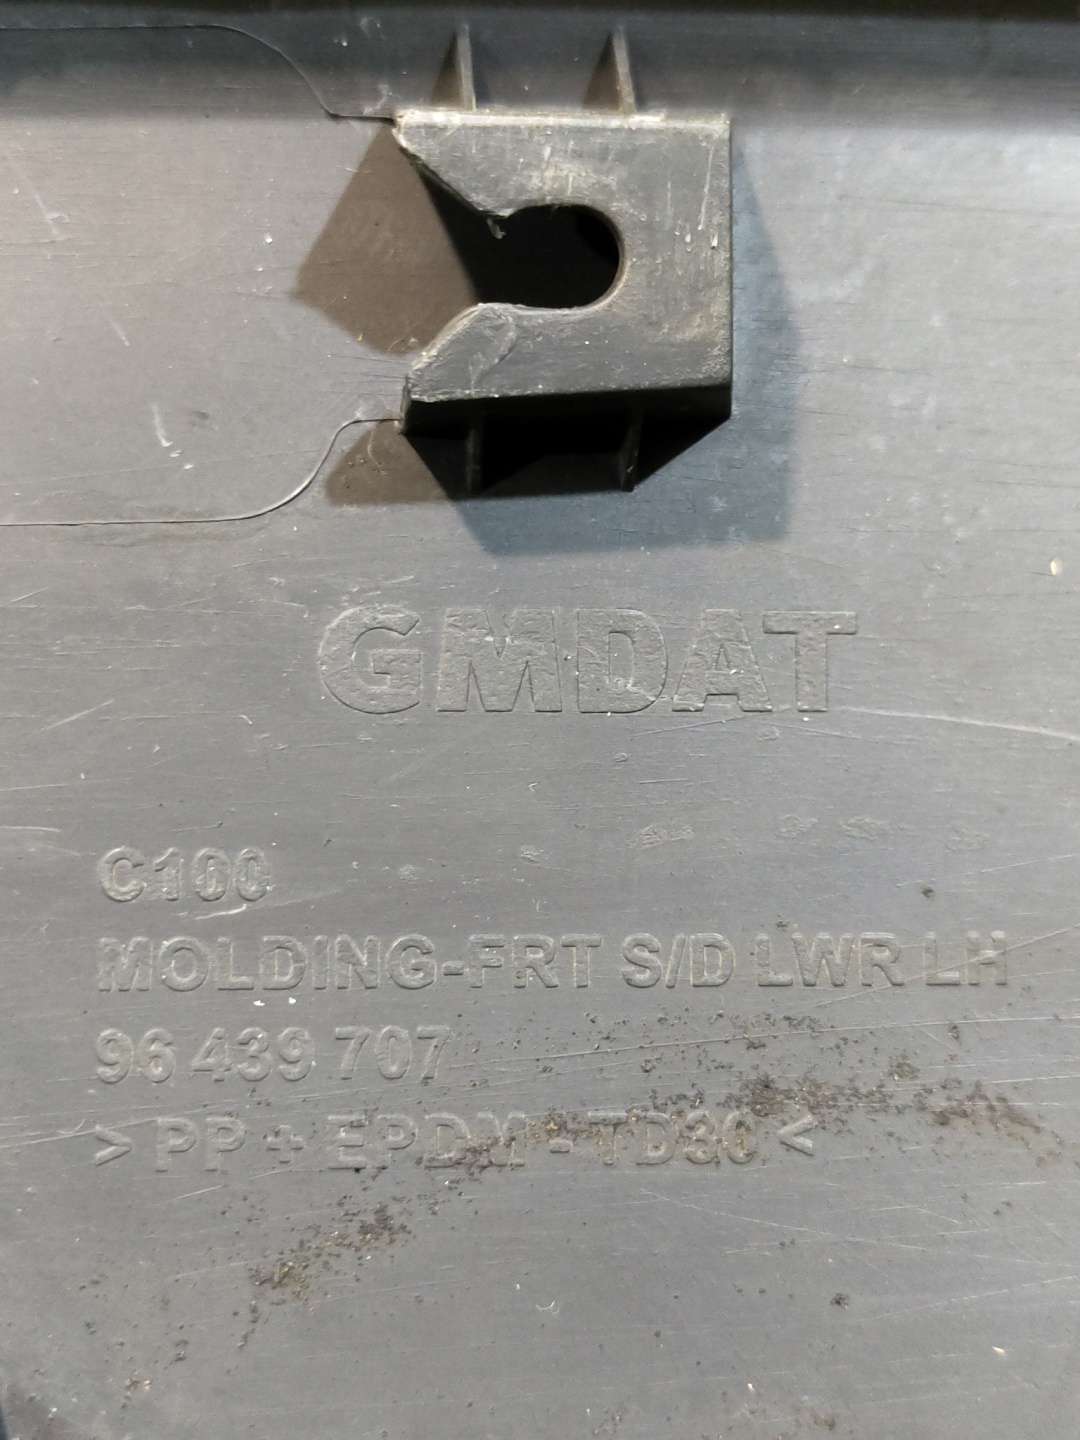 GMDAT
C100
MOLDING-FRT S/D LWR LH
96 439 707
> PP + EPDM - TD30 <